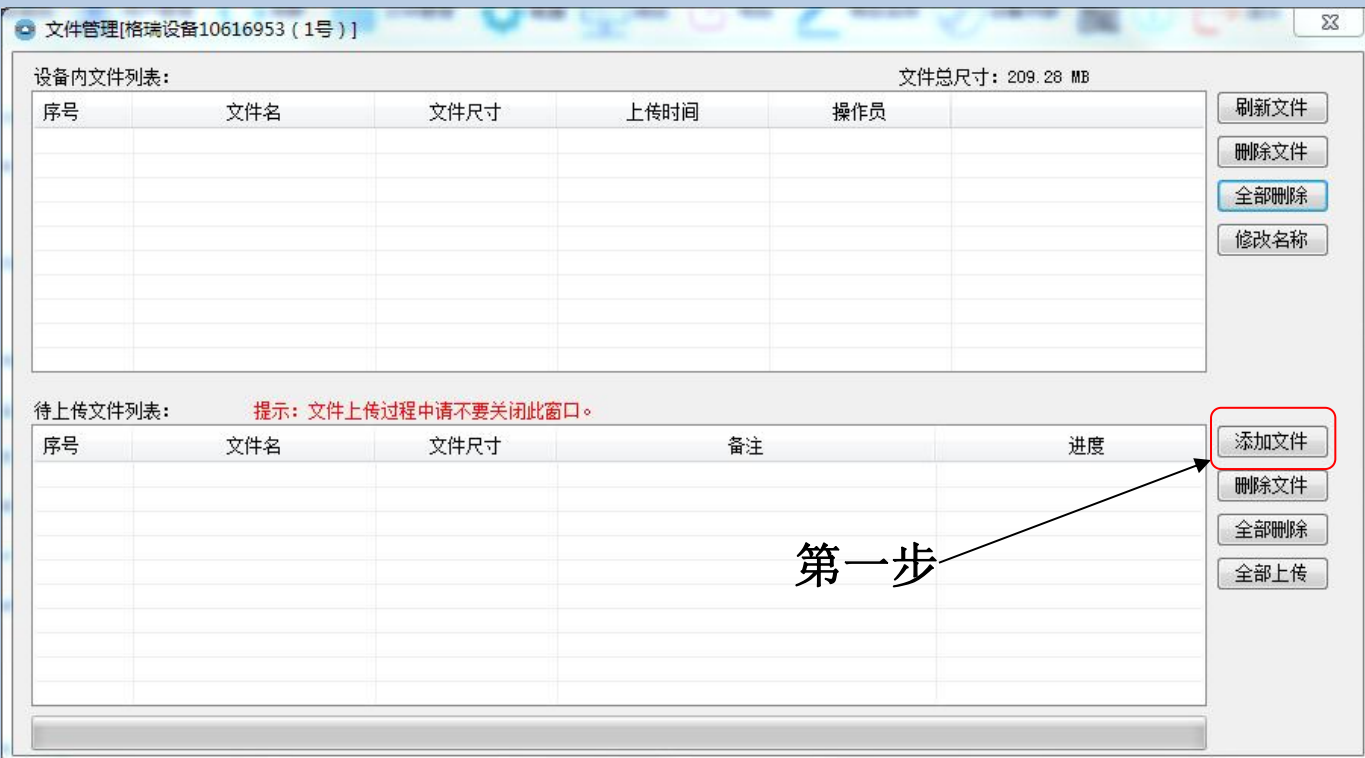 文件管理[格瑞设备10616953（1号）]
设备内文件列表： 文件总尺寸：209.28 MB
序号 文件名 文件尺寸 上传时间 操作员
刷新文件
删除文件
全部删除
修改名称
待上传文件列表： 提示：文件上传过程中请不要关闭此窗口。
序号 文件名 文件尺寸 备注 进度
添加文件
删除文件
全部删除
全部上传
第一步